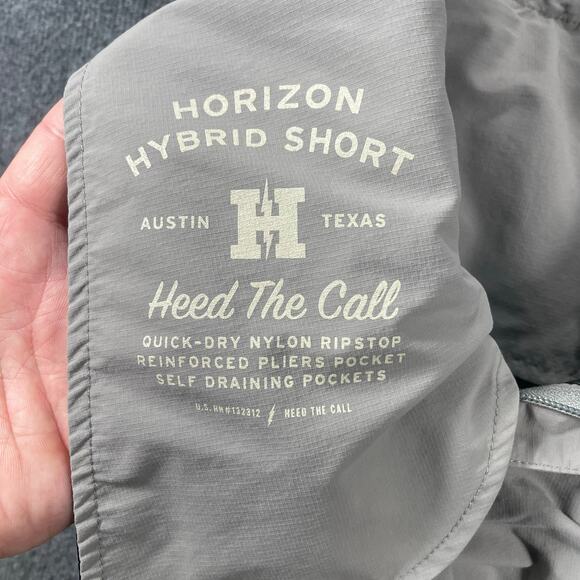 HORIZON
HYBRID SHORT
AUSTIN H TEXAS
Heed The Call
QUICK-DRY NYLON RIPSTOP
REINFORCED PLIERS POCKET
SELF DRAINING POCKETS
U.S. RN#132312 HEED THE CALL